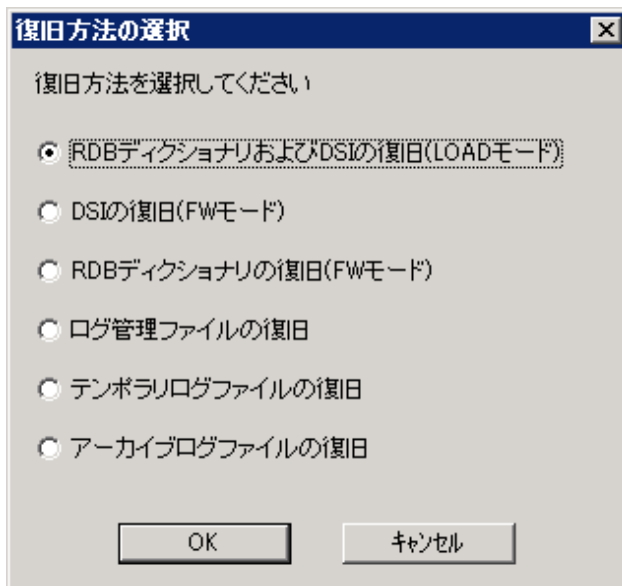 復旧方法の選択
復旧方法を選択してください
RDBディクショナリおよびDSIの復旧(LOADモード)
DSIの復旧(FWモード)
RDBディクショナリの復旧(FWモード)
ログ管理ファイルの復旧
テンポラリログファイルの復旧
アーカイブログファイルの復旧
OK キャンセル